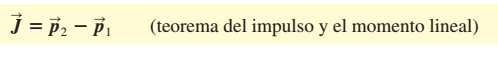 J⃗ = p⃗₂ − p⃗₁ (teorema del impulso y el momento lineal)